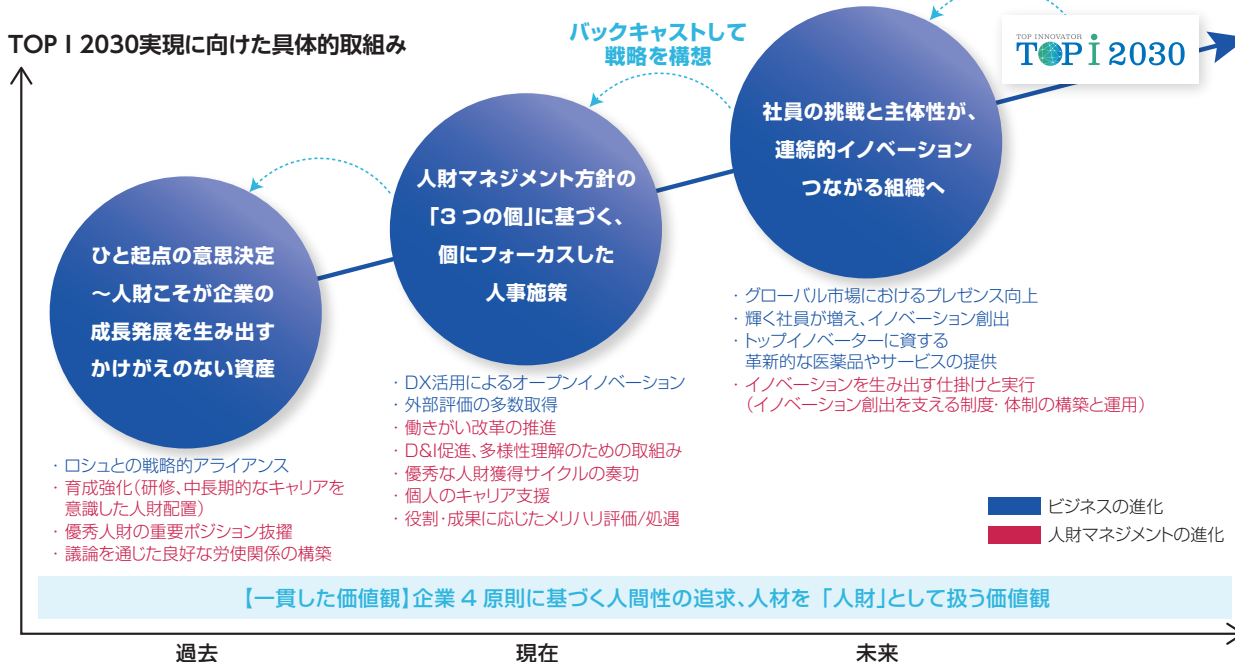 TOP I 2030実現に向けた具体的取組み
バックキャストして
戦略を構想
TOP INNOVATOR
TOP i 2030
ひと起点の意思決定
～人財こそが企業の
成長発展を生み出す
かけがえのない資産
・ロシュとの戦略的アライアンス
・育成強化（研修、中長期的なキャリアを
意識した人財配置）
・優秀人財の重要ポジション抜擢
・議論を通じた良好な労使関係の構築
人財マネジメント方針の
「3 つの個」に基づく、
個にフォーカスした
人事施策
・DX活用によるオープンイノベーション
・外部評価の多数取得
・働きがい改革の推進
・D&I促進、多様性理解のための取組み
・優秀な人財獲得サイクルの奏功
・個人のキャリア支援
・役割・成果に応じたメリハリ評価/処遇
社員の挑戦と主体性が、
連続的イノベーション
つながる組織へ
・グローバル市場におけるプレゼンス向上
・輝く社員が増え、イノベーション創出
・トップイノベーターに資する
革新的な医薬品やサービスの提供
・イノベーションを生み出す仕掛けと実行
（イノベーション創出を支える制度・体制の構築と運用）
ビジネスの進化
人財マネジメントの進化
【一貫した価値観】企業 4 原則に基づく人間性の追求、人材を 「人財」として扱う価値観
過去
現在
未来